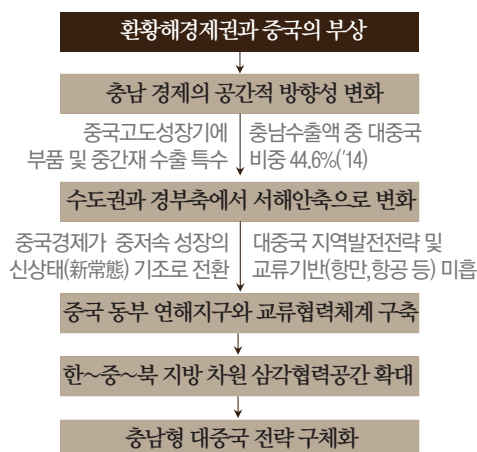 환황해경제권과 중국의 부상
충남 경제의 공간적 방향성 변화
중국고도성장기에
부품 및 중간재 수출 특수
충남수출액 중 대중국
비중 44.6%('14)
수도권과 경부축에서 서해안축으로 변화
중국경제가 중저속 성장의
신상태(新常態) 기조로 전환
대중국 지역발전전략 및
교류기반(항만,항공 등) 미흡
중국 동부 연해지구와 교류협력체계 구축
한~중~북 지방 차원 삼각협력공간 확대
충남형 대중국 전략 구체화